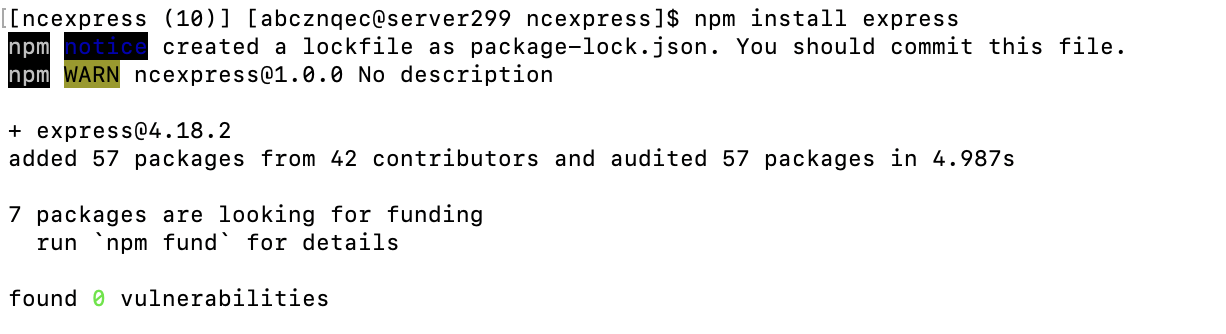 [[ncexpress (10)] [abcznqec@server299 ncexpress]$ npm install express
npm notice created a lockfile as package-lock.json. You should commit this file.
npm WARN ncexpress@1.0.0 No description
+ express@4.18.2
added 57 packages from 42 contributors and audited 57 packages in 4.987s
7 packages are looking for funding
run `npm fund` for details
found 0 vulnerabilities